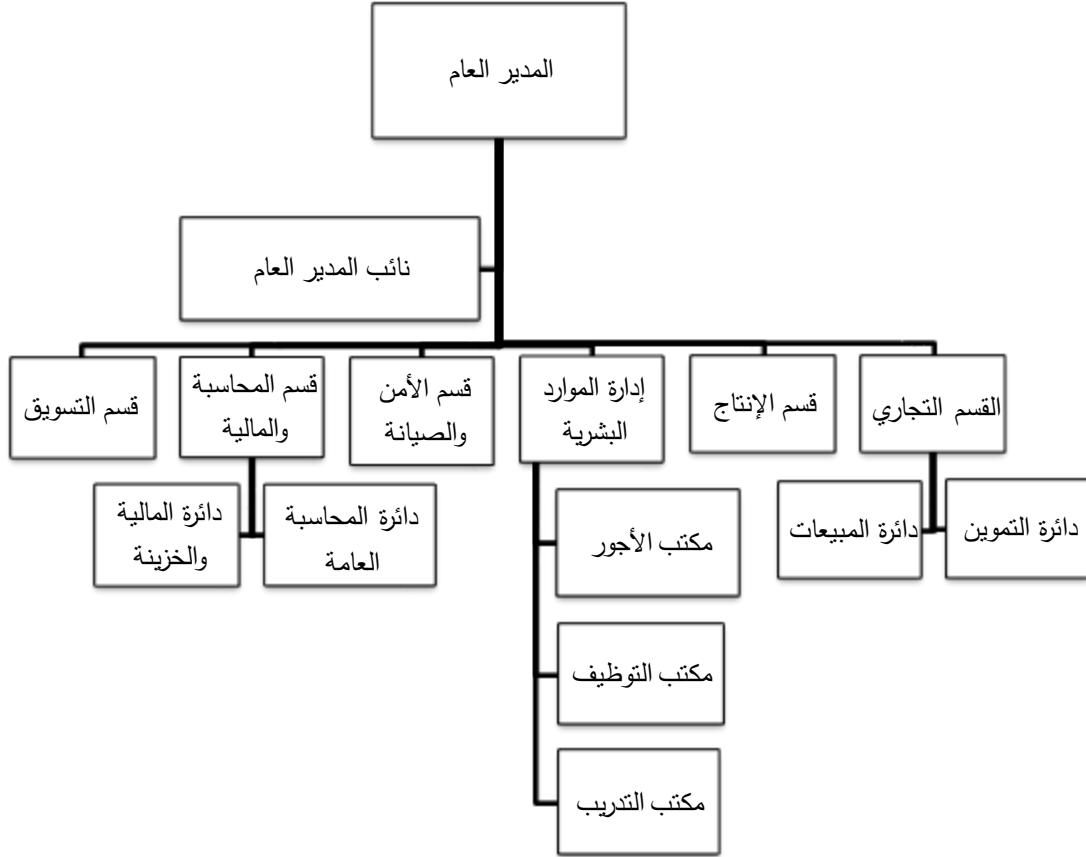 المدير العام
نائب المدير العام
القسم التجاري
قسم الإنتاج
إدارة الموارد
البشرية
قسم الأمن
والصيانة
قسم المحاسبة
والمالية
قسم التسويق
دائرة التموين
دائرة المبيعات
مكتب الأجور
مكتب التوظيف
مكتب التدريب
دائرة المحاسبة
العامة
دائرة المالية
والخزينة